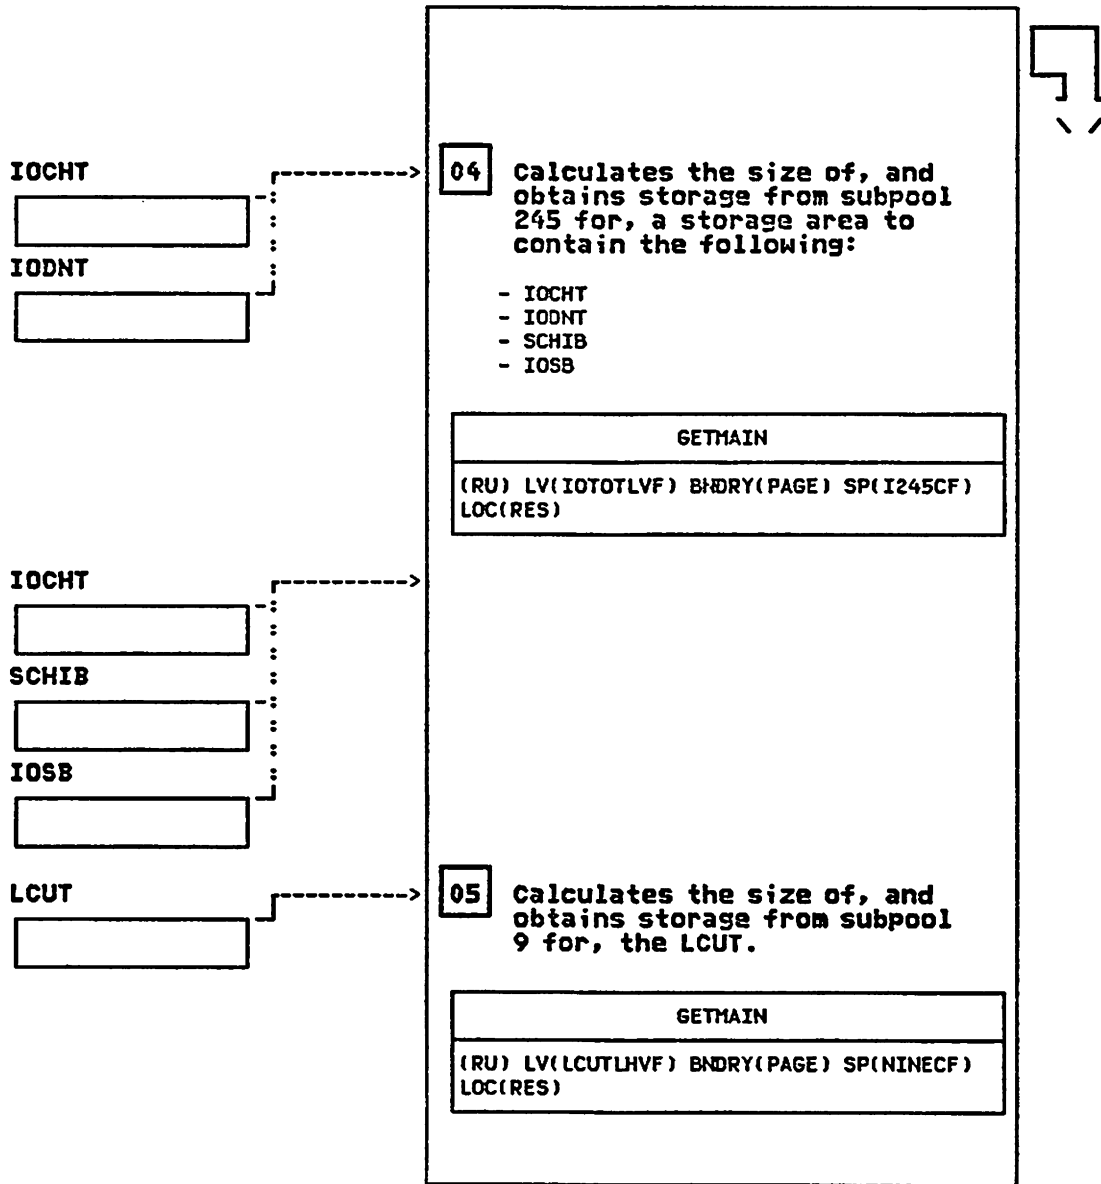 IOCHT
IODNT
04 Calculates the size of, and
obtains storage from subpool
245 for, a storage area to
contain the following:
- IOCHT
- IODNT
- SCHIB
- IOSB
GETMAIN
(RU) LV(IOTOTLVF) BNDRY(PAGE) SP(I245CF)
LOC(RES)
IOCHT
SCHIB
IOSB
LCUT
05 Calculates the size of, and
obtains storage from subpool
9 for, the LCUT.
GETMAIN
(RU) LV(LCUTLHVF) BNDRY(PAGE) SP(NINECF)
LOC(RES)